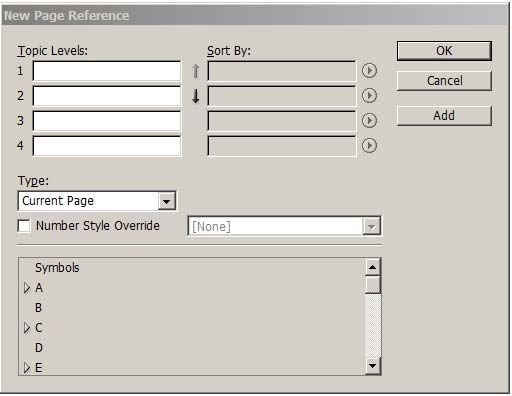 New Page Reference
Topic Levels:
Sort By:
OK
1
2
Cancel
3
Add
4
Type:
Current Page
Number Style Override
[None]
Symbols
A
B
C
D
E